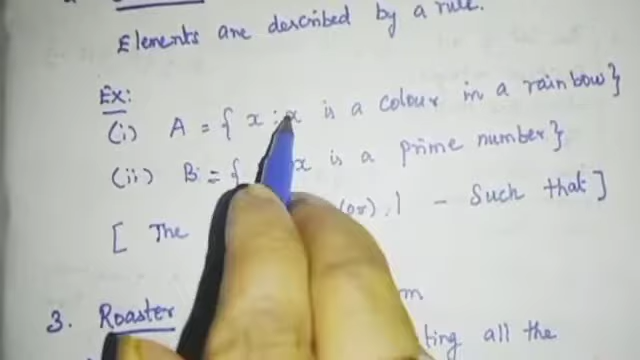 Elements are described by a rule.
Ex:
(i) A = { x : x is a colour in a rainbow}
(ii) B = { x is a prime number}
[ The (or), | - Such that ]
3. Roaster
all the